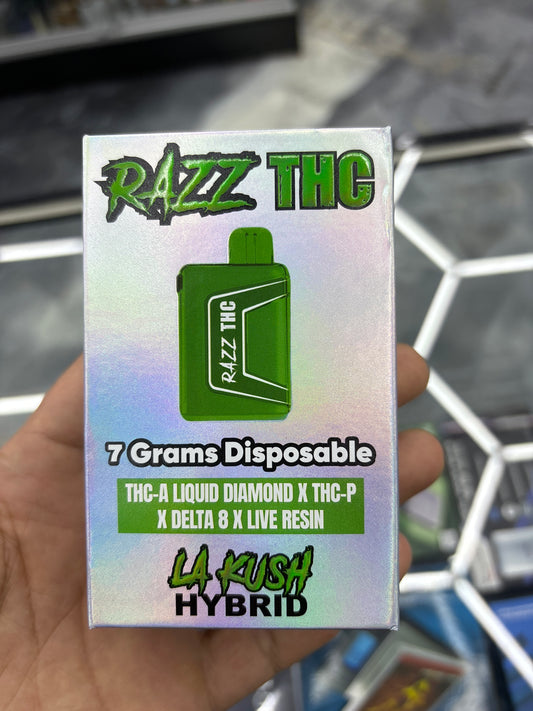 RAZZ THC
RAZZ THC
7 Grams Disposable
THC-A LIQUID DIAMOND X THC-P
X DELTA 8 X LIVE RESIN
LA KUSH
HYBRID